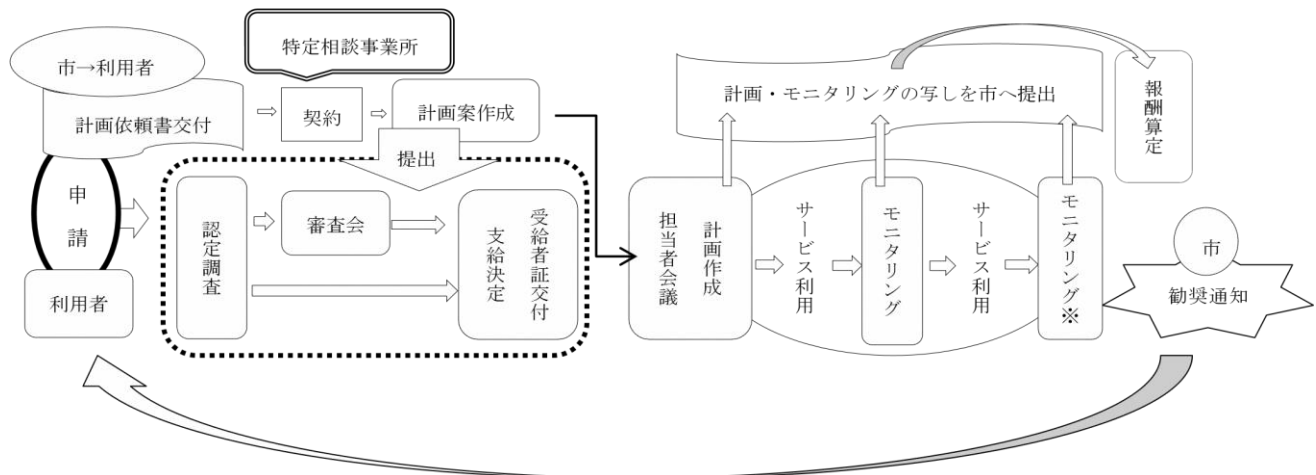 市→利用者
計画依頼書交付
特定相談事業所
契約
計画案作成
提出
申請
利用者
認定調査
審査会
支給決定
受給者証交付
計画・モニタリングの写しを市へ提出
報酬算定
担当者会議
計画作成
サービス利用
モニタリング
サービス利用
モニタリング※
市
勧奨通知